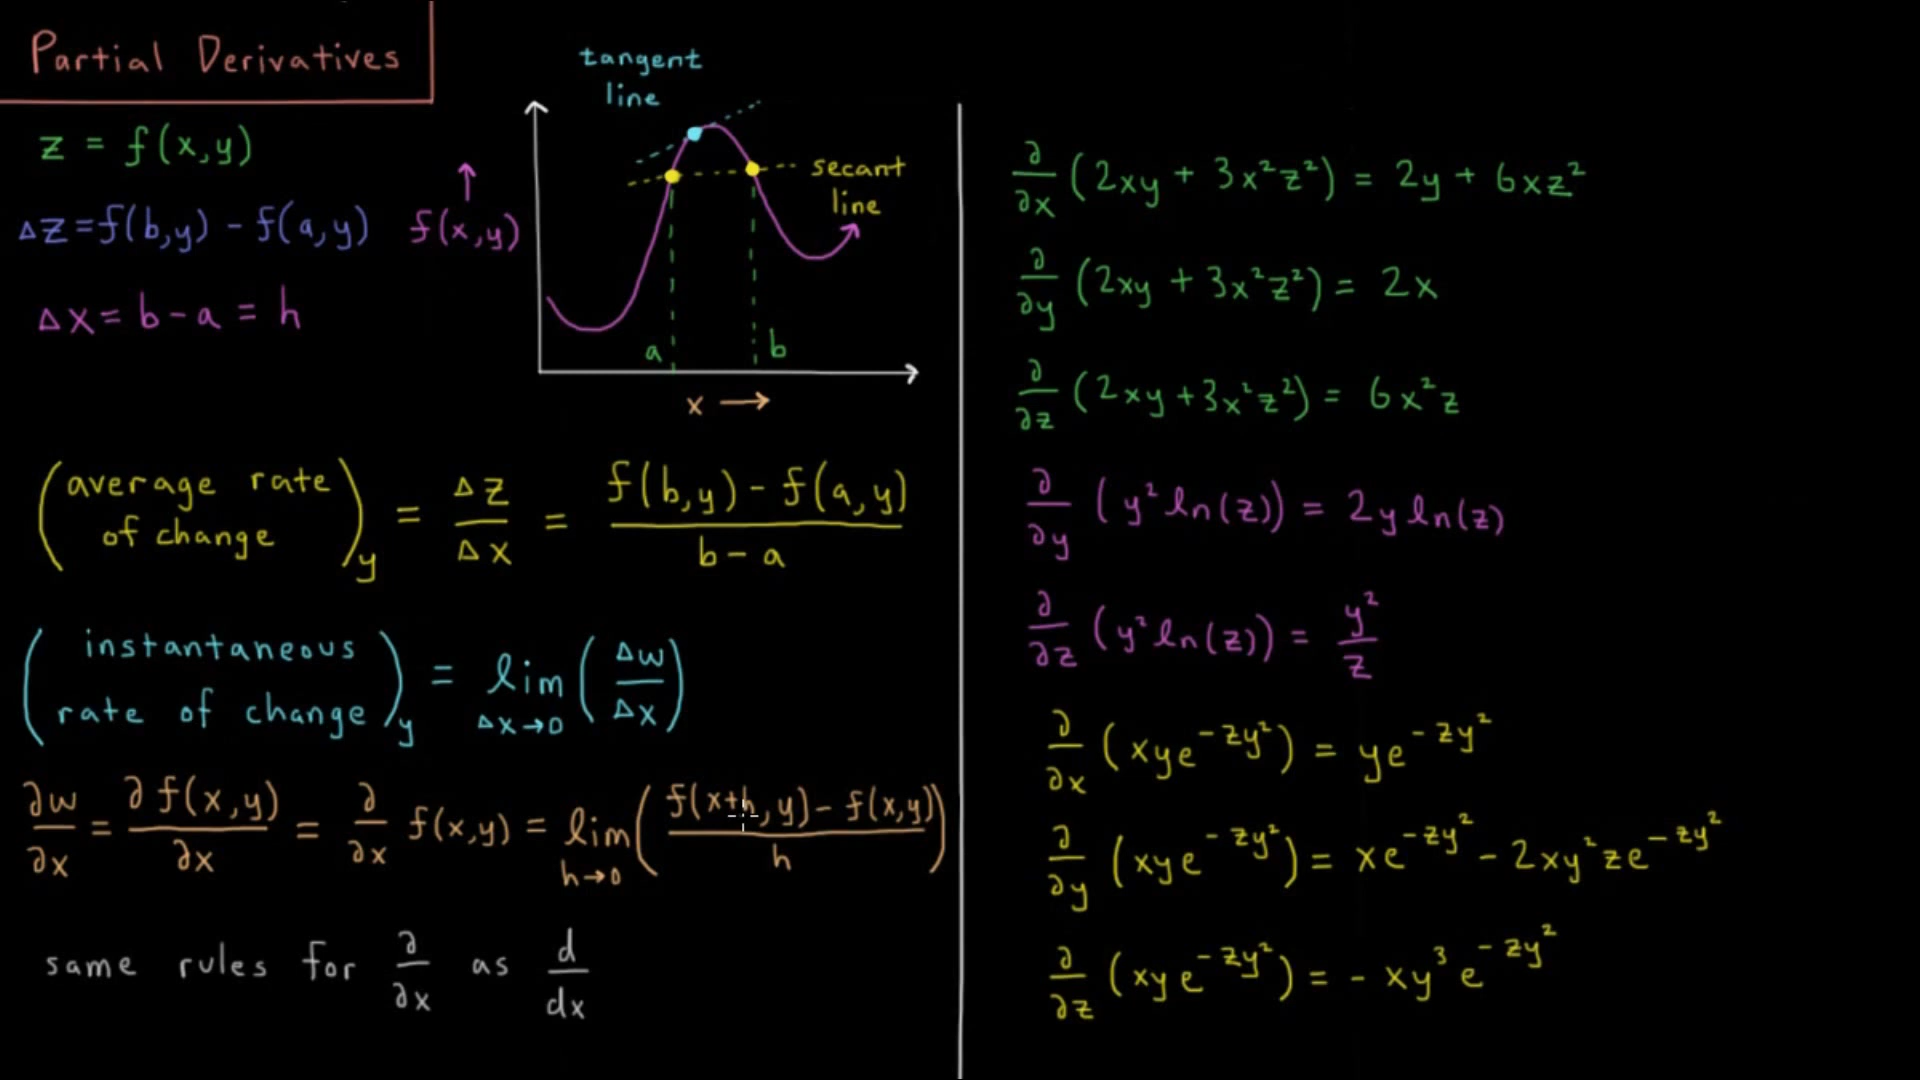 Partial Derivatives
z = f(x,y)
Δz = f(b,y) - f(a,y)
Δx = b - a = h
f(x,y)
tangent
line
secant
line
a
b
x →
(average rate of change)_y = Δz/Δx = (f(b,y) - f(a,y))/(b - a)
(instantaneous rate of change)_y = lim_{Δx→0} (Δw/Δx)
∂w/∂x = ∂f(x,y)/∂x = ∂/∂x f(x,y) = lim_{h→0} ((f(x+h,y) - f(x,y))/h)
same rules for ∂/∂x as d/dx
∂/∂x (2xy + 3x²z²) = 2y + 6xz²
∂/∂y (2xy + 3x²z²) = 2x
∂/∂z (2xy + 3x²z²) = 6x²z
∂/∂y (y² ln(z)) = 2y ln(z)
∂/∂z (y² ln(z)) = y²/z
∂/∂x (xye^{-zy²}) = ye^{-zy²}
∂/∂y (xye^{-zy²}) = xe^{-zy²} - 2xy²ze^{-zy²}
∂/∂z (xye^{-zy²}) = -xy³e^{-zy²}